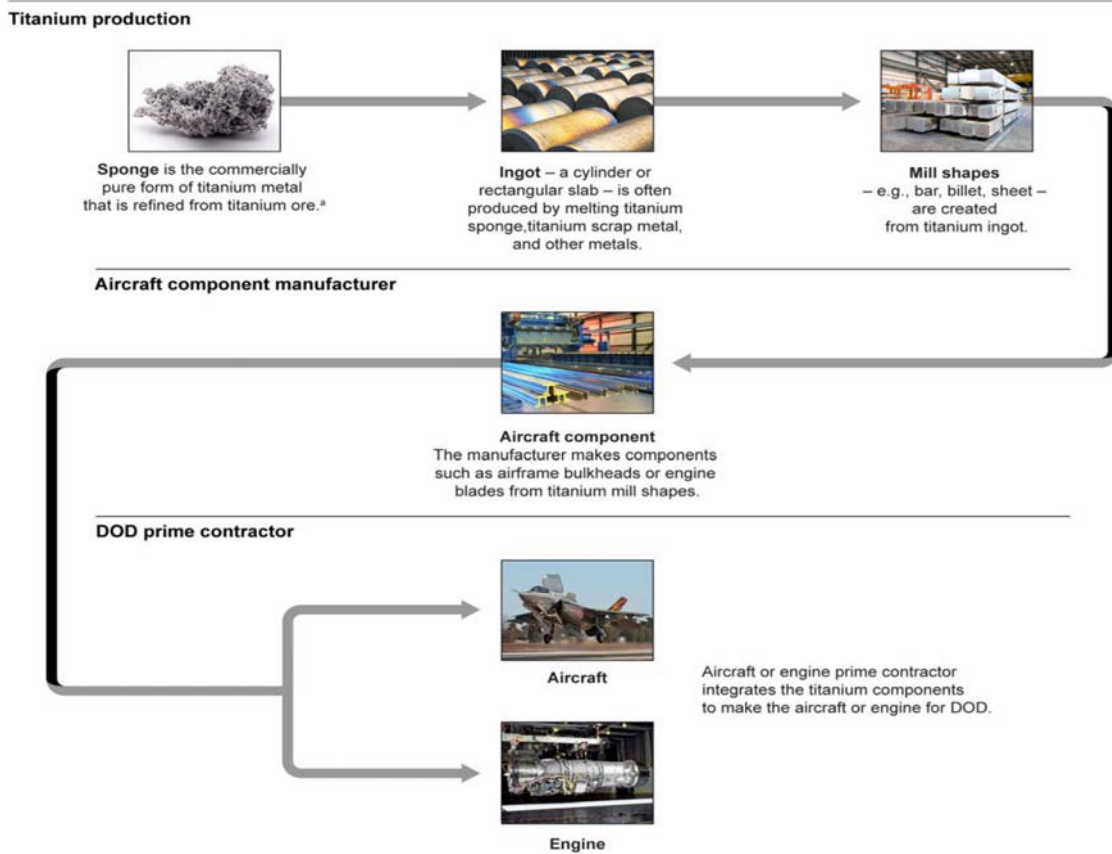 Titanium production
Sponge is the commercially
pure form of titanium metal
that is refined from titanium ore.ᵃ
Ingot – a cylinder or
rectangular slab – is often
produced by melting titanium
sponge,titanium scrap metal,
and other metals.
Mill shapes
– e.g., bar, billet, sheet –
are created
from titanium ingot.
Aircraft component manufacturer
Aircraft component
The manufacturer makes components
such as airframe bulkheads or engine
blades from titanium mill shapes.
DOD prime contractor
Aircraft
Aircraft or engine prime contractor
integrates the titanium components
to make the aircraft or engine for DOD.
Engine